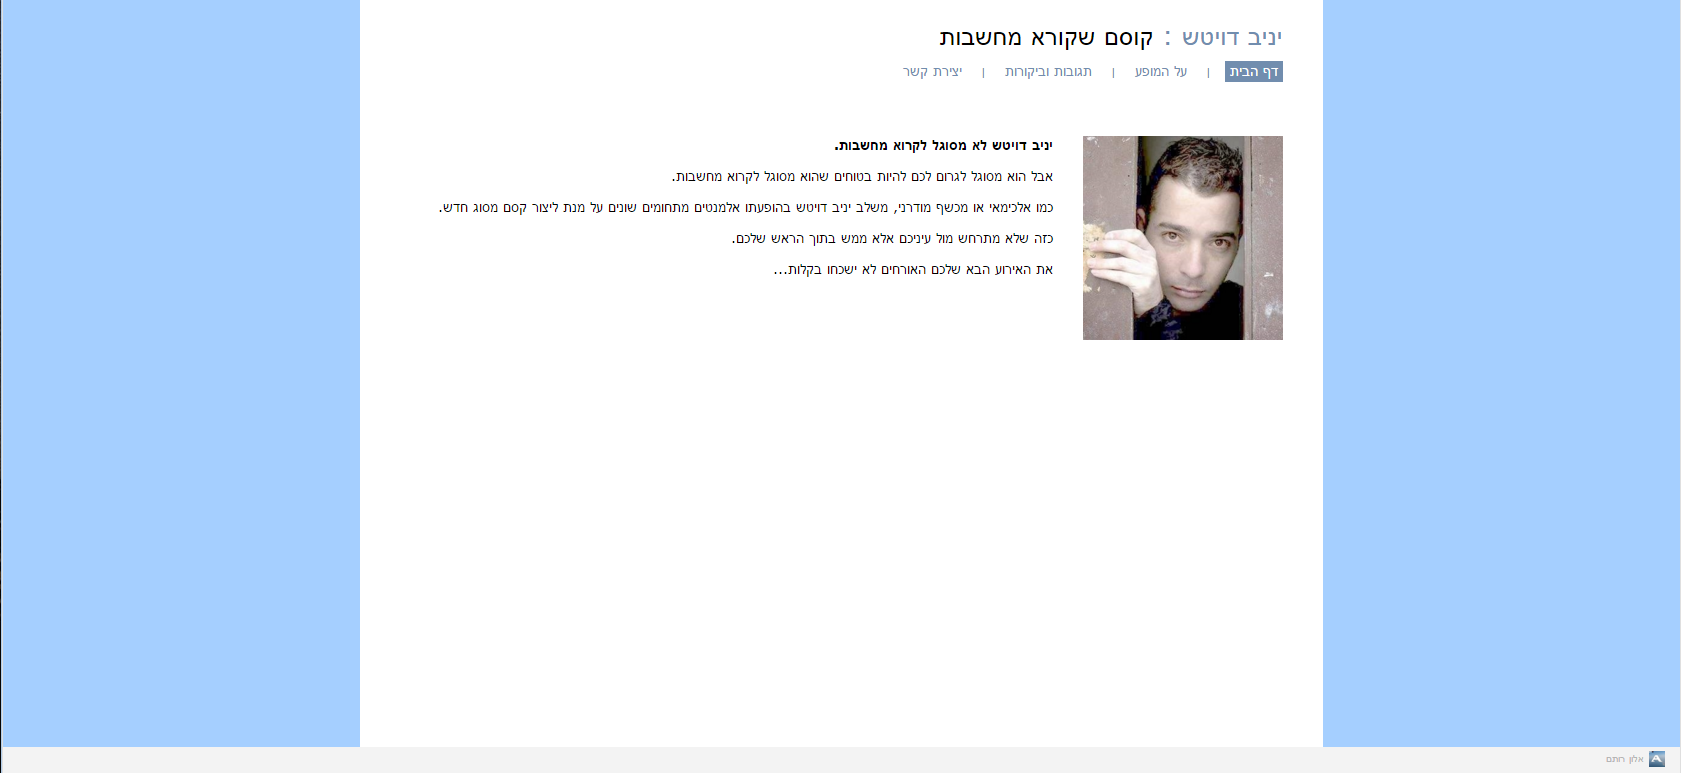 יניב דויטש : קוסם שקורא מחשבות
דף הבית | על המופע | תגובות וביקורות | יצירת קשר
יניב דויטש לא מסוגל לקרוא מחשבות.
אבל הוא מסוגל לגרום לכם להיות בטוחים שהוא מסוגל לקרוא מחשבות.
כמו אלכימאי או מכשף מודרני, משלב יניב דויטש בהופעתו אלמנטים מתחומים שונים על מנת ליצור קסם מסוג חדש.
כזה שלא מתרחש מול עיניכם אלא ממש בתוך הראש שלכם.
את האירוע הבא שלכם האורחים לא ישכחו בקלות...
A אלון רותם